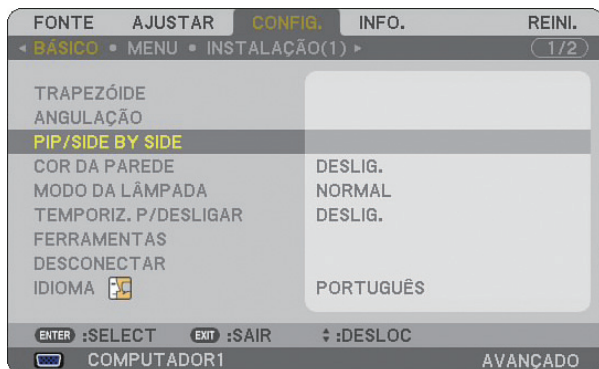 FONTE AJUSTAR CONFIG. INFO. REINI.
BÁSICO • MENU • INSTALAÇÃO(1) 1/2
TRAPEZÓIDE
ANGULAÇÃO
PIP/SIDE BY SIDE
COR DA PAREDE DESLIG.
MODO DA LÂMPADA NORMAL
TEMPORIZ. P/DESLIGAR DESLIG.
FERRAMENTAS
DESCONECTAR
IDIOMA PORTUGUÊS
ENTER :SELECT EXIT :SAIR :DESLOC
COMPUTADOR1 AVANÇADO